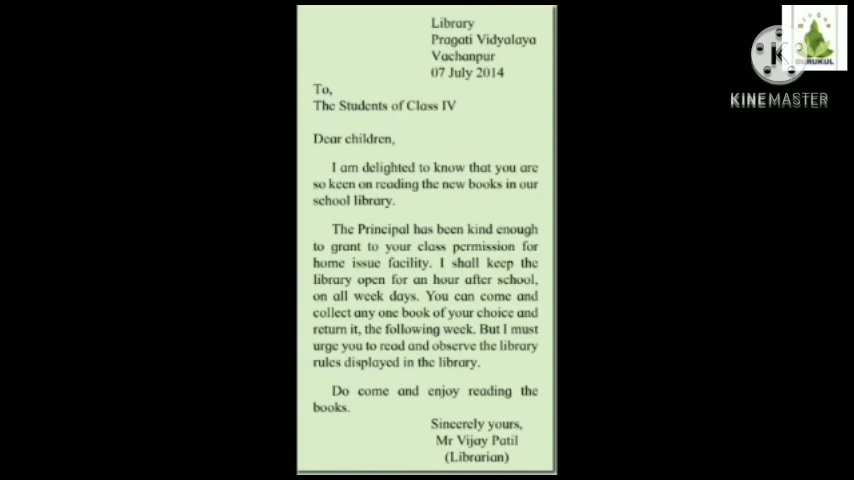 Library
Pragati Vidyalaya
Vachanpur
07 July 2014
To,
The Students of Class IV
Dear children,
I am delighted to know that you are
so keen on reading the new books in our
school library.
The Principal has been kind enough
to grant to your class permission for
home issue facility. I shall keep the
library open for an hour after school,
on all week days. You can come and
collect any one book of your choice and
return it, the following week. But I must
urge you to read and observe the library
rules displayed in the library.
Do come and enjoy reading the
books.
Sincerely yours,
Mr Vijay Patil
(Librarian)
K
KINEMASTER
GURUKUL